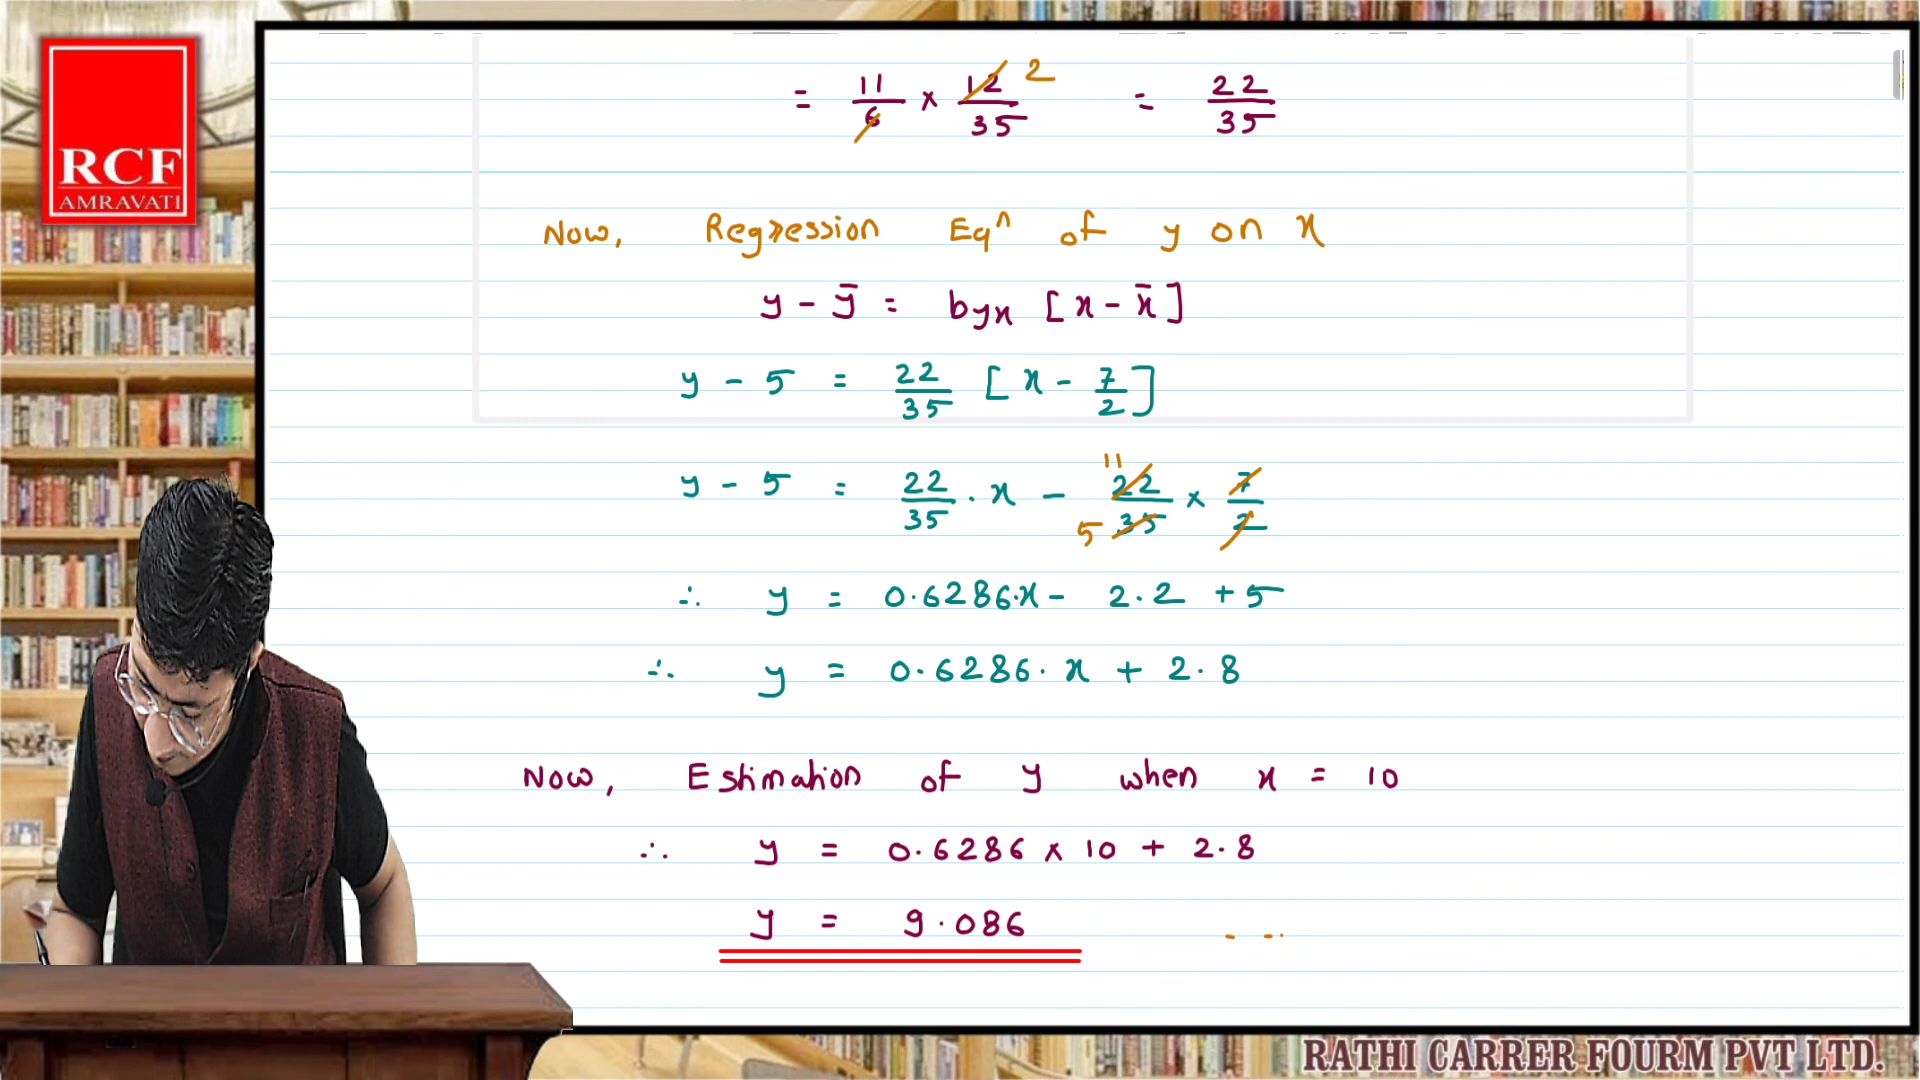 RCF
AMRAVATI
= 11/6 × 12/35 2 = 22/35
Now, Regression Eqⁿ of y on x
y - ȳ = byx [x - x̄]
y - 5 = 22/35 [x - 7/2]
y - 5 = 22/35 . x - 11 22/35 5 × 7/2
∴ y = 0.6286.x - 2.2 + 5
∴ y = 0.6286. x + 2.8
Now, Estimation of y when x = 10
∴ y = 0.6286 × 10 + 2.8
y = 9.086
RATHI CARRER FOURM PVT LTD.